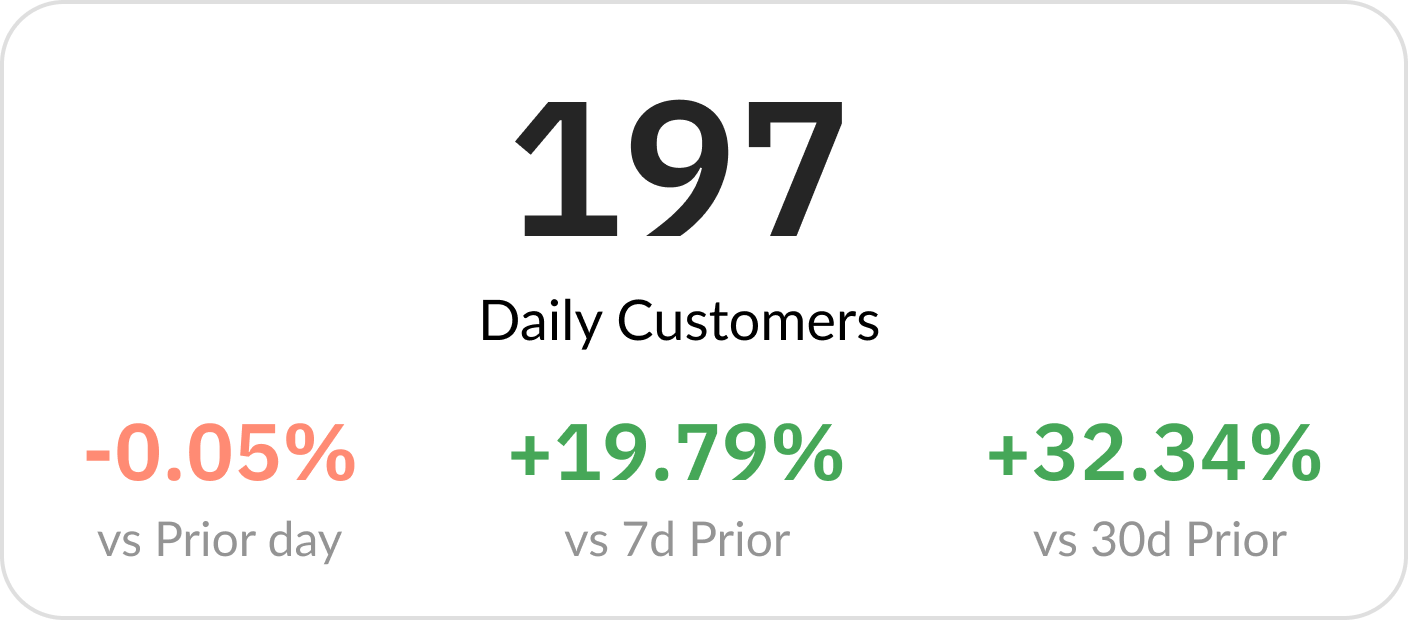 197
Daily Customers
-0.05% +19.79% +32.34%
vs Prior day vs 7d Prior vs 30d Prior